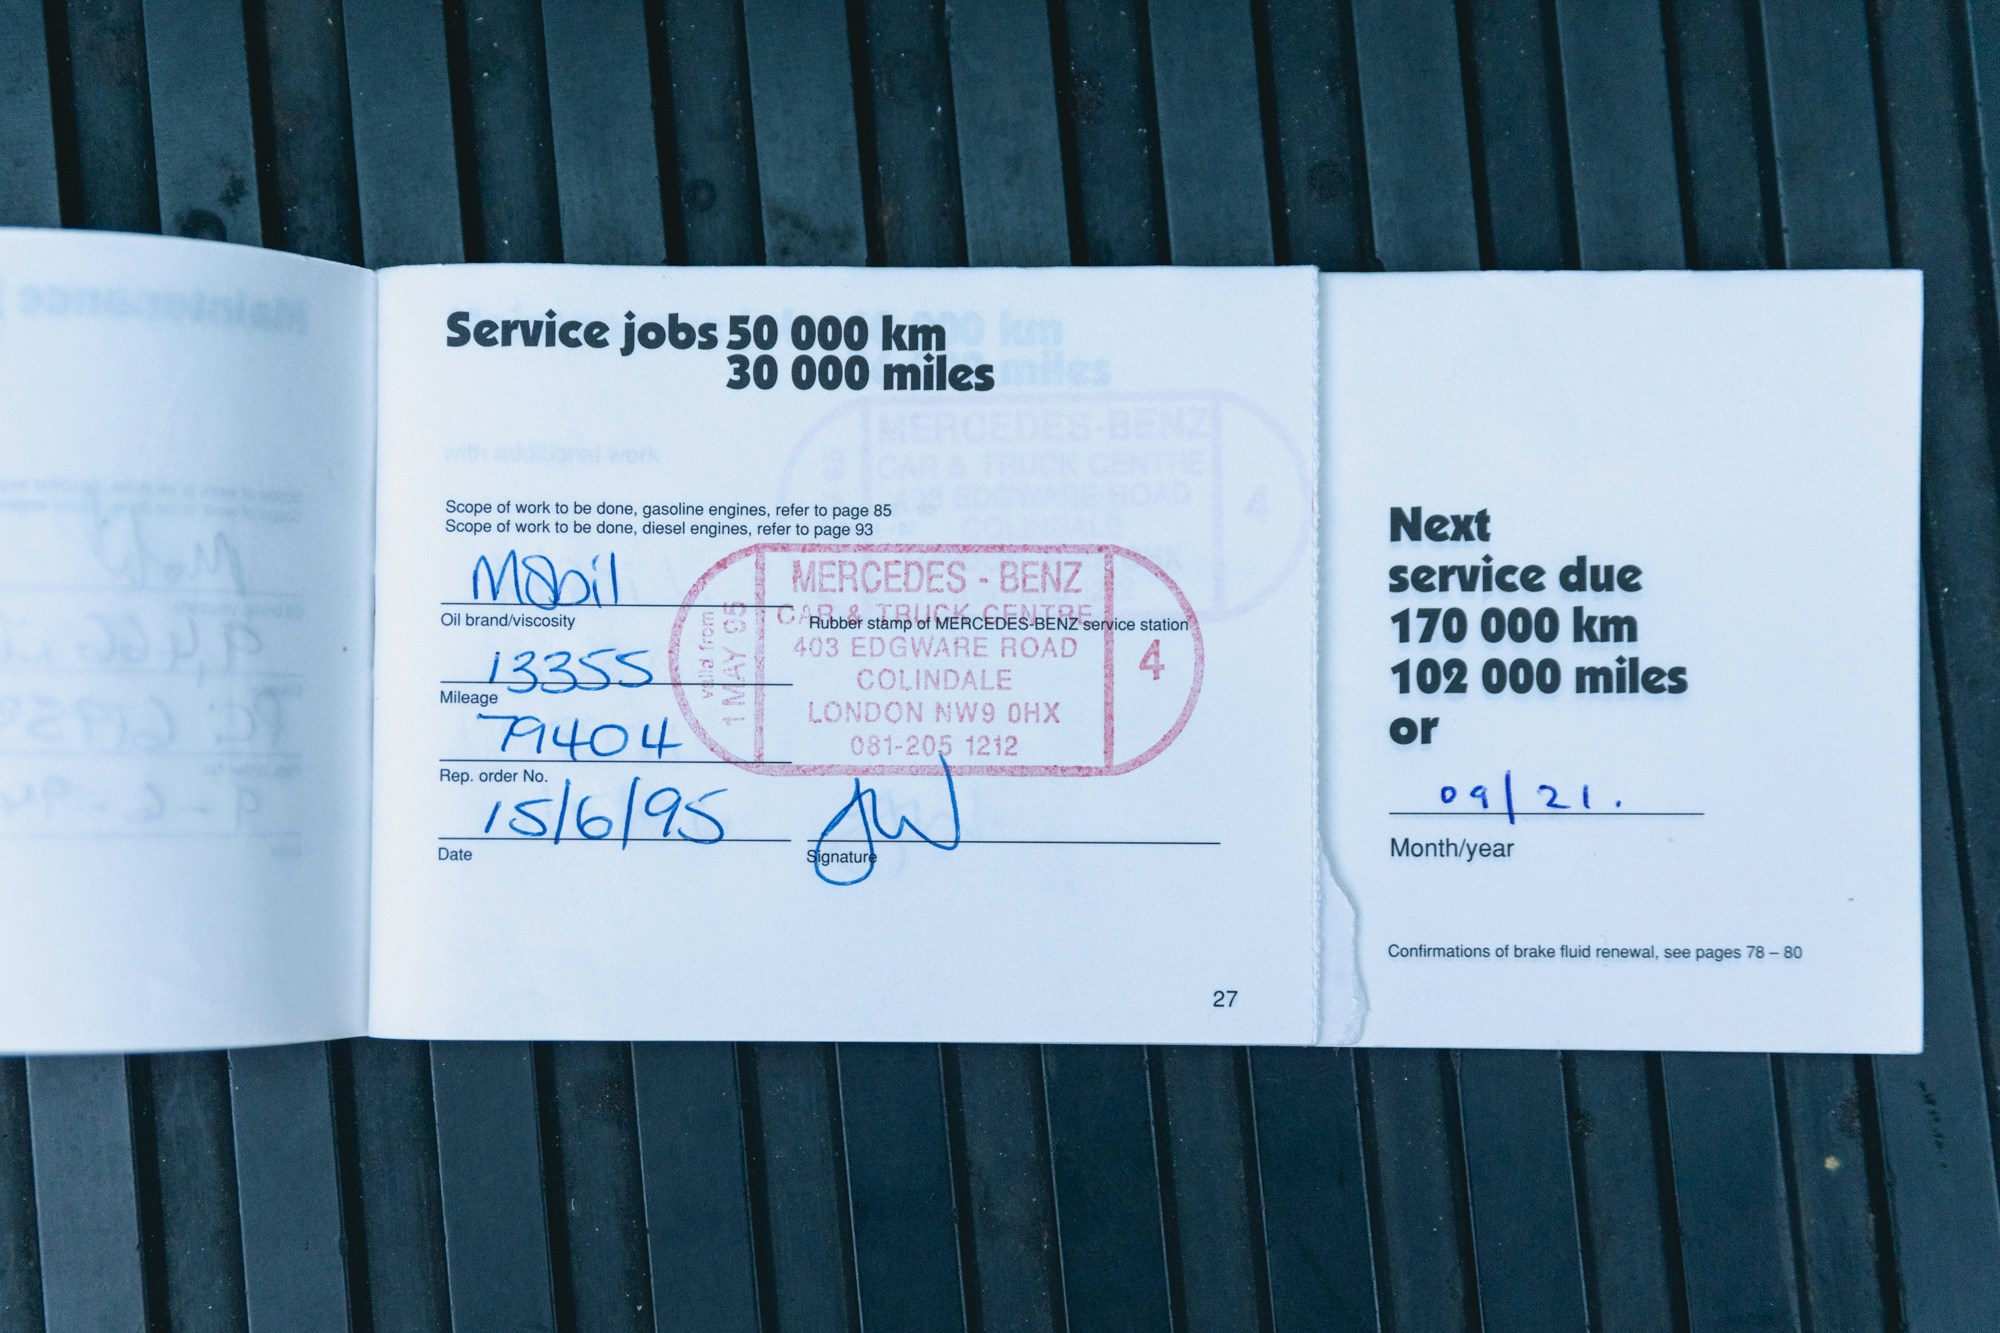 Service jobs 50 000 km
30 000 miles
with additional work
Scope of work to be done, gasoline engines, refer to page 85
Scope of work to be done, diesel engines, refer to page 93
Mobil
Oil brand/viscosity
13355
Mileage
79404
Rep. order No.
15/6/95
Date
Rubber stamp of MERCEDES-BENZ service station
valid from
1 MAY 95
MERCEDES - BENZ
CAR & TRUCK CENTRE
403 EDGWARE ROAD
COLINDALE
LONDON NW9 0HX
081-205 1212
4
Signature
27
Next
service due
170 000 km
102 000 miles
or
09/21.
Month/year
Confirmations of brake fluid renewal, see pages 78 – 80